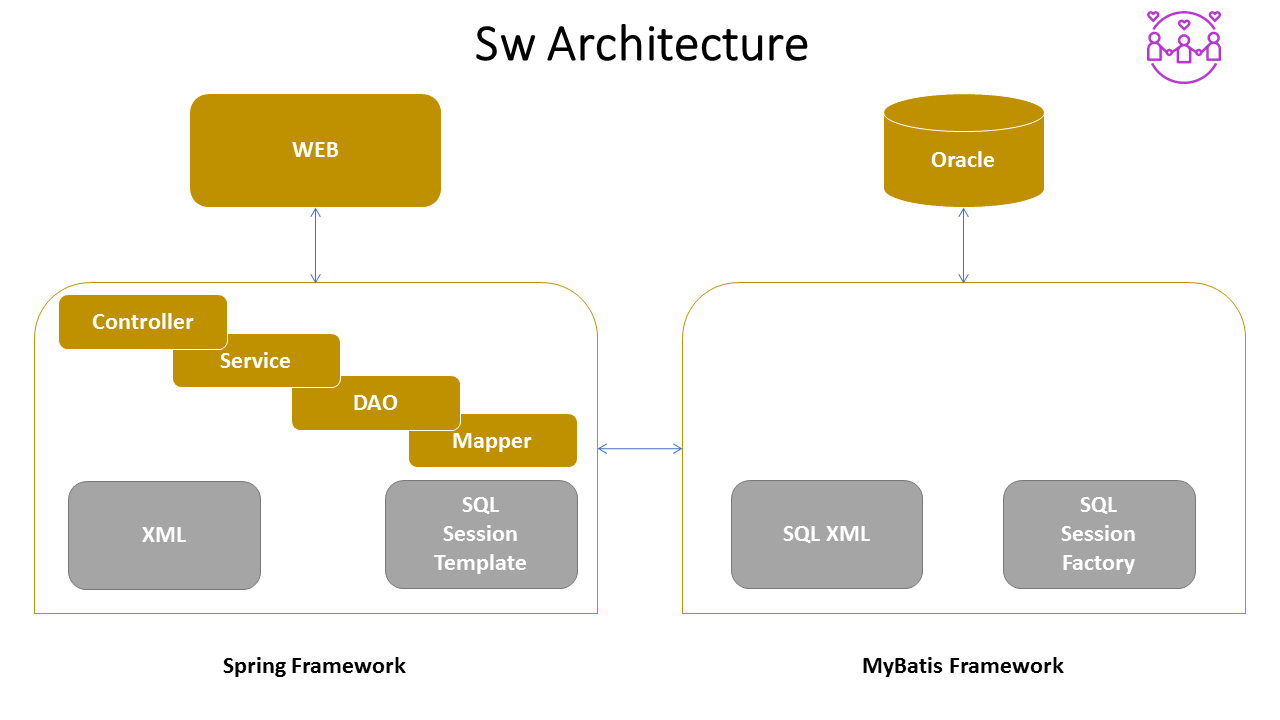 Sw Architecture
WEB
Oracle
Controller
Service
DAO
Mapper
XML
SQL
Session
Template
SQL XML
SQL
Session
Factory
Spring Framework
MyBatis Framework